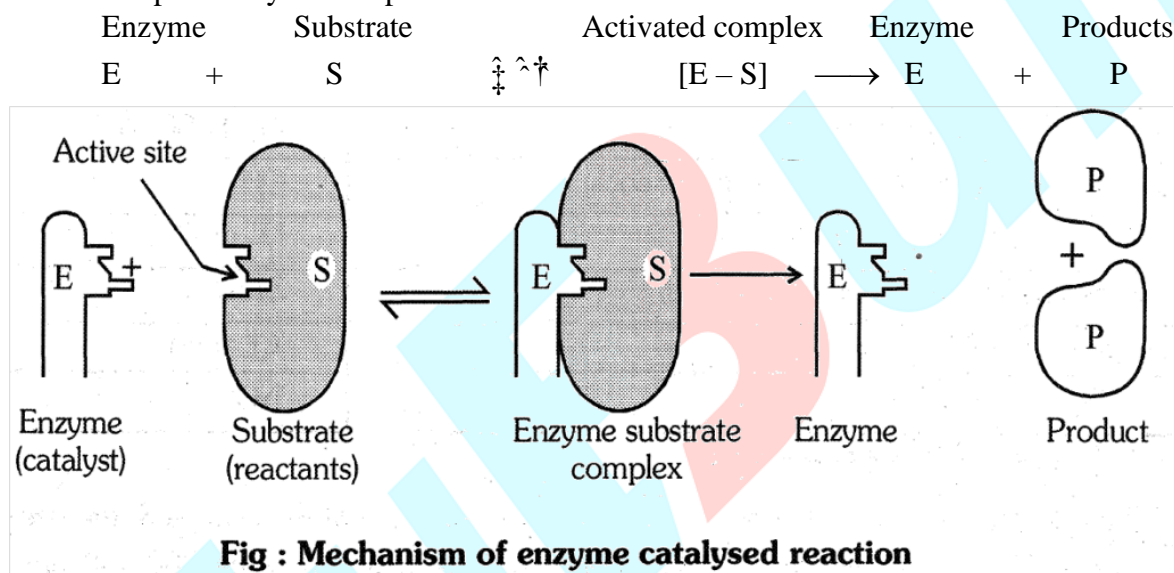 Enzyme Substrate Activated complex Enzyme Products
E + S ‡ˆ ˆ† [E – S] ⟶ E + P
Active site
E + S ⇌ E S ⟶ E P + P
Enzyme (catalyst)
Substrate (reactants)
Enzyme substrate complex
Enzyme
Product
Fig : Mechanism of enzyme catalysed reaction